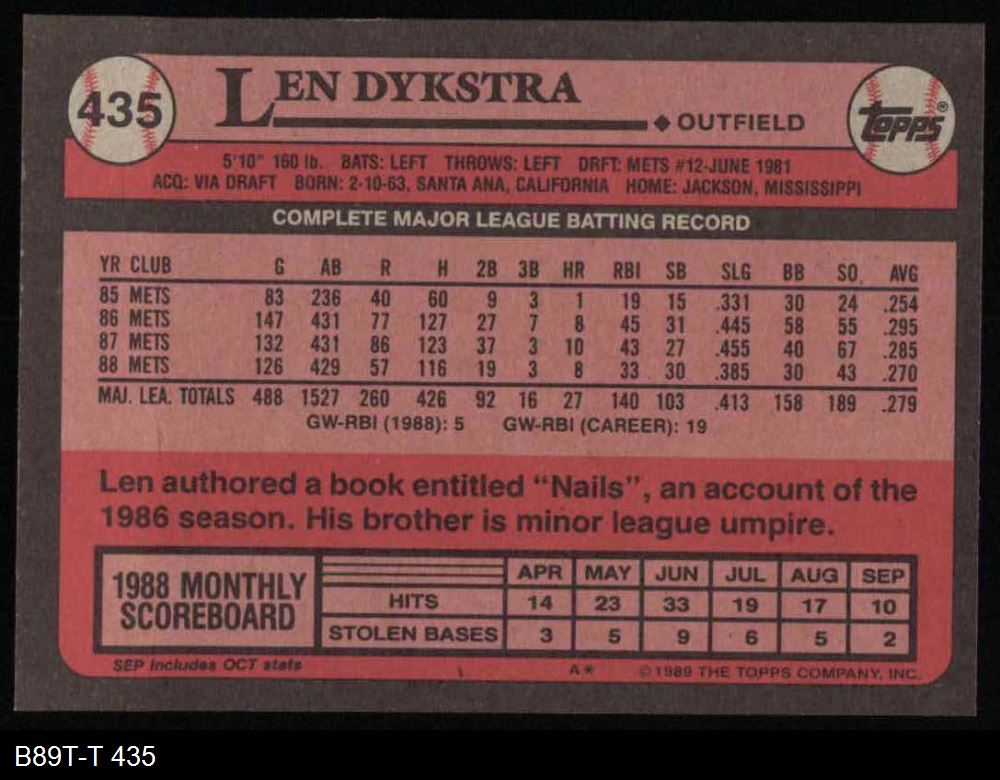 435
LEN DYKSTRA
◆ OUTFIELD
Topps®
5'10" 160 lb. BATS: LEFT THROWS: LEFT DRFT: METS #12-JUNE 1981
ACQ: VIA DRAFT BORN: 2-10-63, SANTA ANA, CALIFORNIA HOME: JACKSON, MISSISSIPPI
COMPLETE MAJOR LEAGUE BATTING RECORD
YR CLUB G AB R H 2B 3B HR RBI SB SLG BB SO AVG
85 METS 83 236 40 60 9 3 1 19 15 .331 30 24 .254
86 METS 147 431 77 127 27 7 8 45 31 .445 58 55 .295
87 METS 132 431 86 123 37 3 10 43 27 .455 40 67 .285
88 METS 126 429 57 116 19 3 8 33 30 .385 30 43 .270
MAJ. LEA. TOTALS 488 1527 260 426 92 16 27 140 103 .413 158 189 .279
GW-RBI (1988): 5 GW-RBI (CAREER): 19
Len authored a book entitled “Nails”, an account of the
1986 season. His brother is minor league umpire.
1988 MONTHLY
SCOREBOARD
APR MAY JUN JUL AUG SEP
HITS 14 23 33 19 17 10
STOLEN BASES 3 5 9 6 5 2
SEP includes OCT stats
A* ©1989 THE TOPPS COMPANY, INC.
B89T-T 435